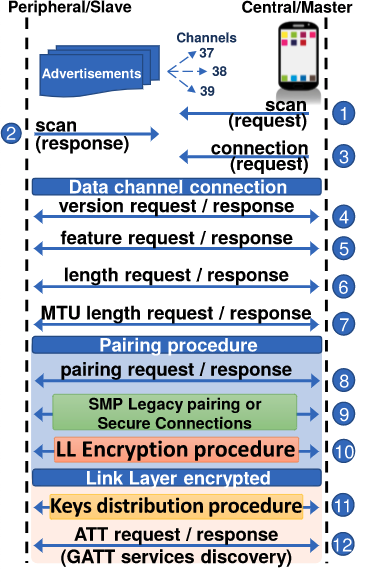 Peripheral/Slave
Central/Master
Channels
37
Advertisements
38
39
scan
(request)
1
2
scan
(response)
connection
(request)
3
Data channel connection
version request / response
4
feature request / response
5
length request / response
6
MTU length request / response
7
Pairing procedure
pairing request / response
8
SMP Legacy pairing or
Secure Connections
9
LL Encryption procedure
10
Link Layer encrypted
Keys distribution procedure
11
ATT request / response
(GATT services discovery)
12